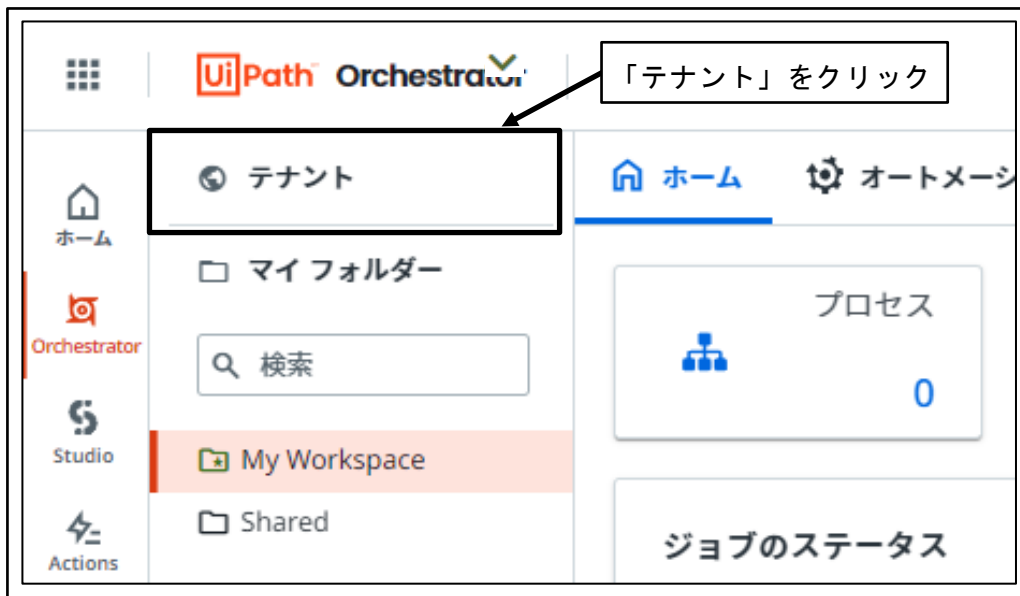 UiPath Orchestrator
「テナント」をクリック
テナント
ホーム
オートメーシ
ホーム
マイ フォルダー
プロセス
Orchestrator
検索
0
Studio
My Workspace
Shared
Actions
ジョブのステータス